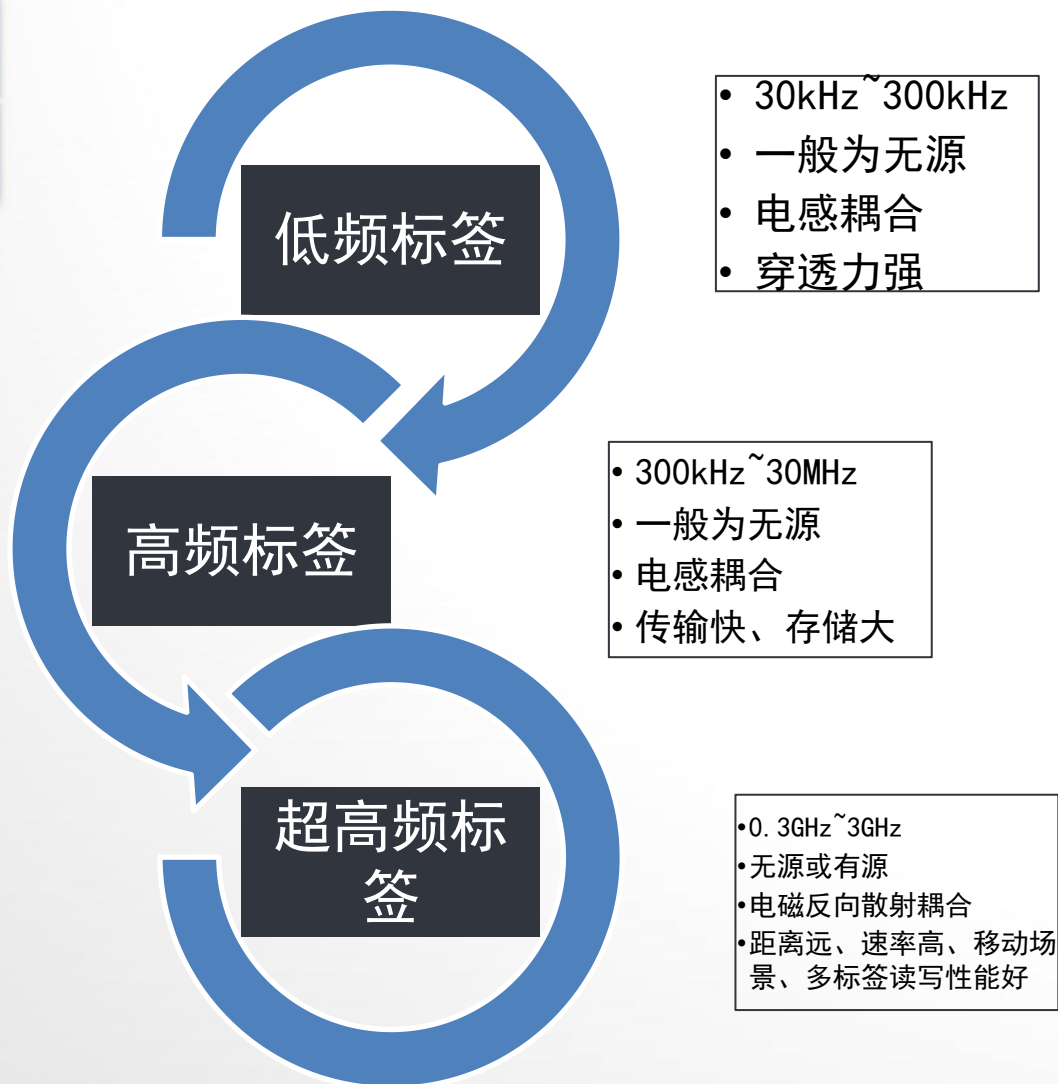 低频标签
• 30kHz~300kHz
• 一般为无源
• 电感耦合
• 穿透力强
高频标签
• 300kHz~30MHz
• 一般为无源
• 电感耦合
• 传输快、存储大
超高频标
签
•0.3GHz~3GHz
•无源或有源
•电磁反向散射耦合
•距离远、速率高、移动场
景、多标签读写性能好